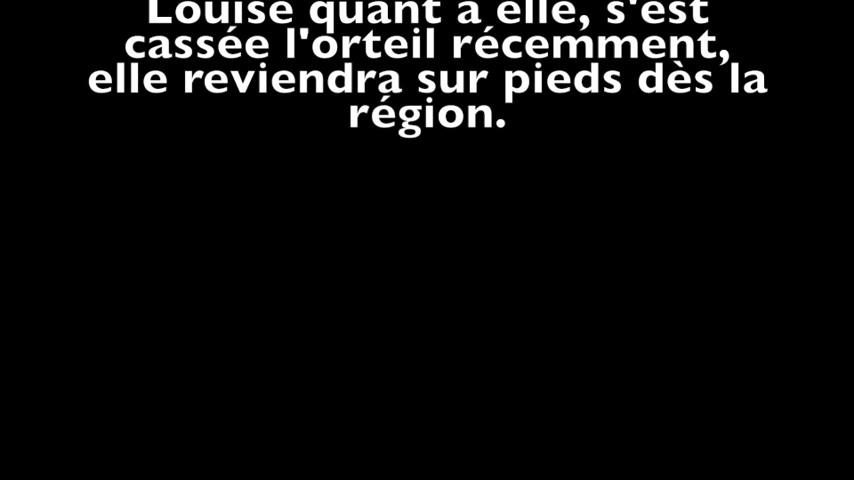 Louise quant à elle, s'est
cassée l'orteil récemment,
elle reviendra sur pieds dès la
région.